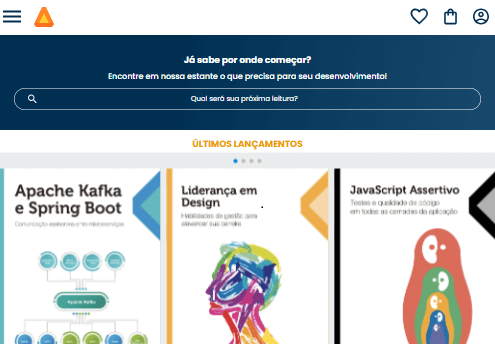 Já sabe por onde começar?
Encontre em nossa estante o que precisa para seu desenvolvimento!
Qual será sua próxima leitura?
ÚLTIMOS LANÇAMENTOS
Apache Kafka
e Spring Boot
Comunicação assíncrona entre microsserviços
Apache Kafka
Liderança em
Design
Habilidades de gestão para
alavancar sua carreira
JavaScript Assertivo
Testes e qualidade de código
em todas as camadas da aplicação